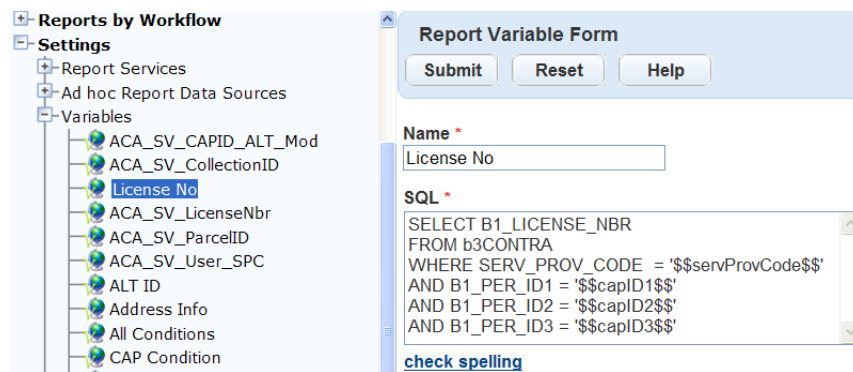 Reports by Workflow
Settings
Report Services
Ad hoc Report Data Sources
Variables
ACA_SV_CAPID_ALT_Mod
ACA_SV_CollectionID
License No
ACA_SV_LicenseNbr
ACA_SV_ParcelID
ACA_SV_User_SPC
ALT ID
Address Info
All Conditions
CAP Condition
Report Variable Form
Submit Reset Help
Name *
License No
SQL *
SELECT B1_LICENSE_NBR
FROM b3CONTRA
WHERE SERV_PROV_CODE = '$$servProvCode$$'
AND B1_PER_ID1 = '$$capID1$$'
AND B1_PER_ID2 = '$$capID2$$'
AND B1_PER_ID3 = '$$capID3$$'
check spelling